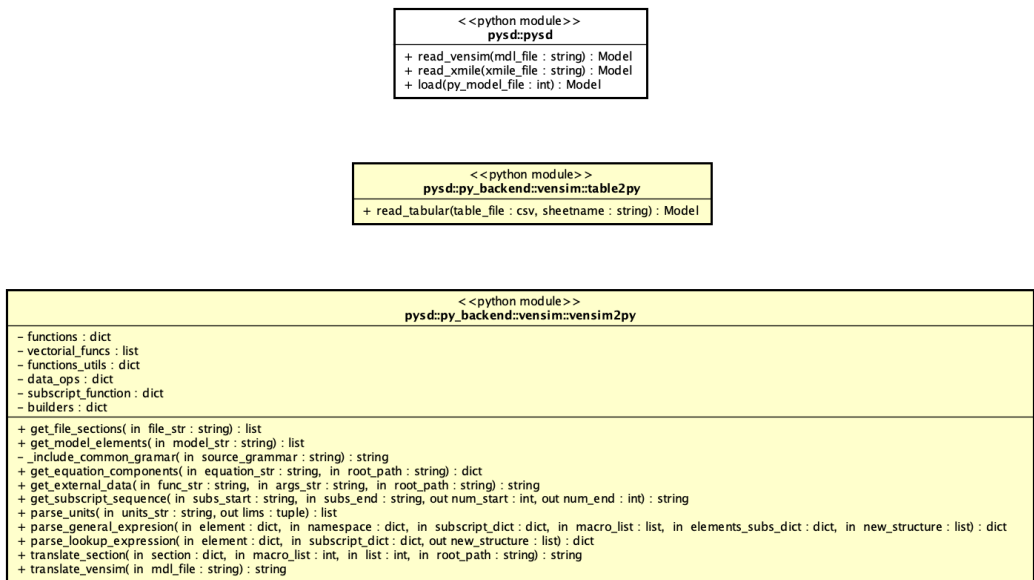 <<python module>>
pysd::pysd
+ read_vensim(mdl_file : string) : Model
+ read_xmile(xmile_file : string) : Model
+ load(py_model_file : int) : Model
<<python module>>
pysd::py_backend::vensim::table2py
+ read_tabular(table_file : csv, sheetname : string) : Model
<<python module>>
pysd::py_backend::vensim::vensim2py
– functions : dict
– vectorial_funcs : list
– functions_utils : dict
– data_ops : dict
– subscript_function : dict
– builders : dict
+ get_file_sections( in file_str : string) : list
+ get_model_elements( in model_str : string) : list
– _include_common_gramar( in source_grammar : string) : string
+ get_equation_components( in equation_str : string, in root_path : string) : dict
+ get_external_data( in func_str : string, in args_str : string, in root_path : string) : string
+ get_subscript_sequence( in subs_start : string, in subs_end : string, out num_start : int, out num_end : int) : string
+ parse_units( in units_str : string, out lims : tuple) : list
+ parse_general_expresion( in element : dict, in namespace : dict, in subscript_dict : dict, in macro_list : list, in elements_subs_dict : dict, in new_structure : list) : dict
+ parse_lookup_expression( in element : dict, in subscript_dict : dict, out new_structure : list) : dict
+ translate_section( in section : dict, in macro_list : int, in list : int, in root_path : string) : string
+ translate_vensim( in mdl_file : string) : string